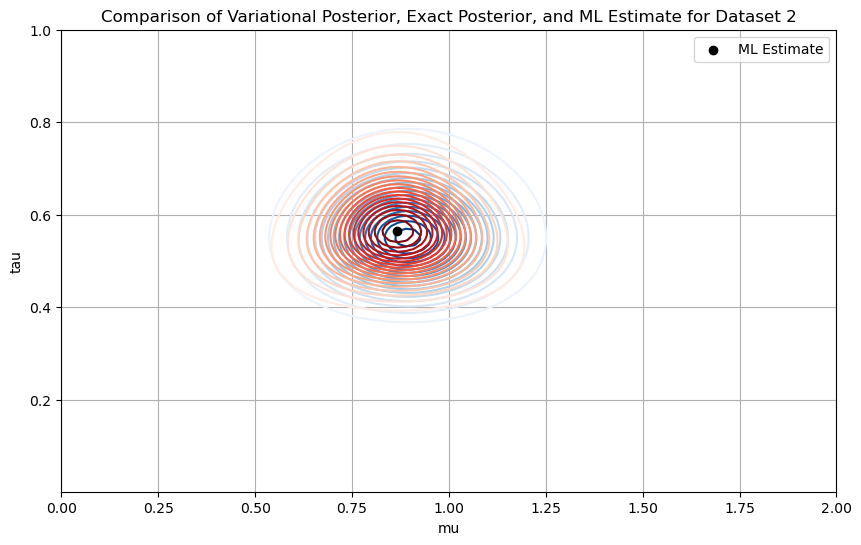 Comparison of Variational Posterior, Exact Posterior, and ML Estimate for Dataset 2
ML Estimate
1.0
0.8
0.6
0.4
0.2
tau
0.00 0.25 0.50 0.75 1.00 1.25 1.50 1.75 2.00
mu